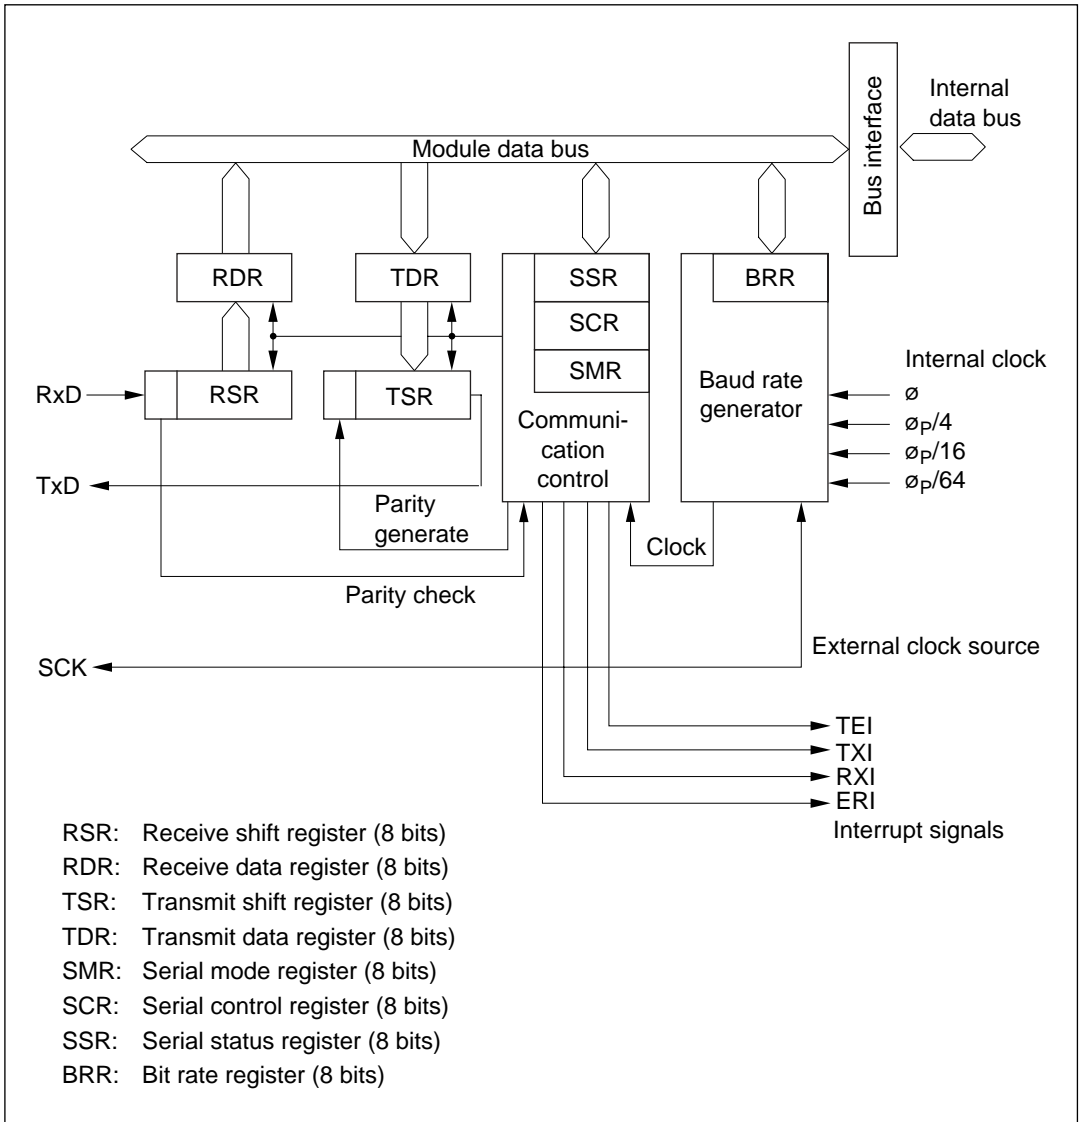 Internal
data bus
Bus interface
Module data bus
RDR
TDR
SSR
BRR
SCR
SMR
Internal clock
RxD
RSR
TSR
Baud rate
generator
ø
Communi-
cation
control
øP/4
øP/16
øP/64
TxD
Parity
generate
Clock
Parity check
External clock source
SCK
TEI
TXI
RXI
ERI
Interrupt signals
RSR: Receive shift register (8 bits)
RDR: Receive data register (8 bits)
TSR: Transmit shift register (8 bits)
TDR: Transmit data register (8 bits)
SMR: Serial mode register (8 bits)
SCR: Serial control register (8 bits)
SSR: Serial status register (8 bits)
BRR: Bit rate register (8 bits)